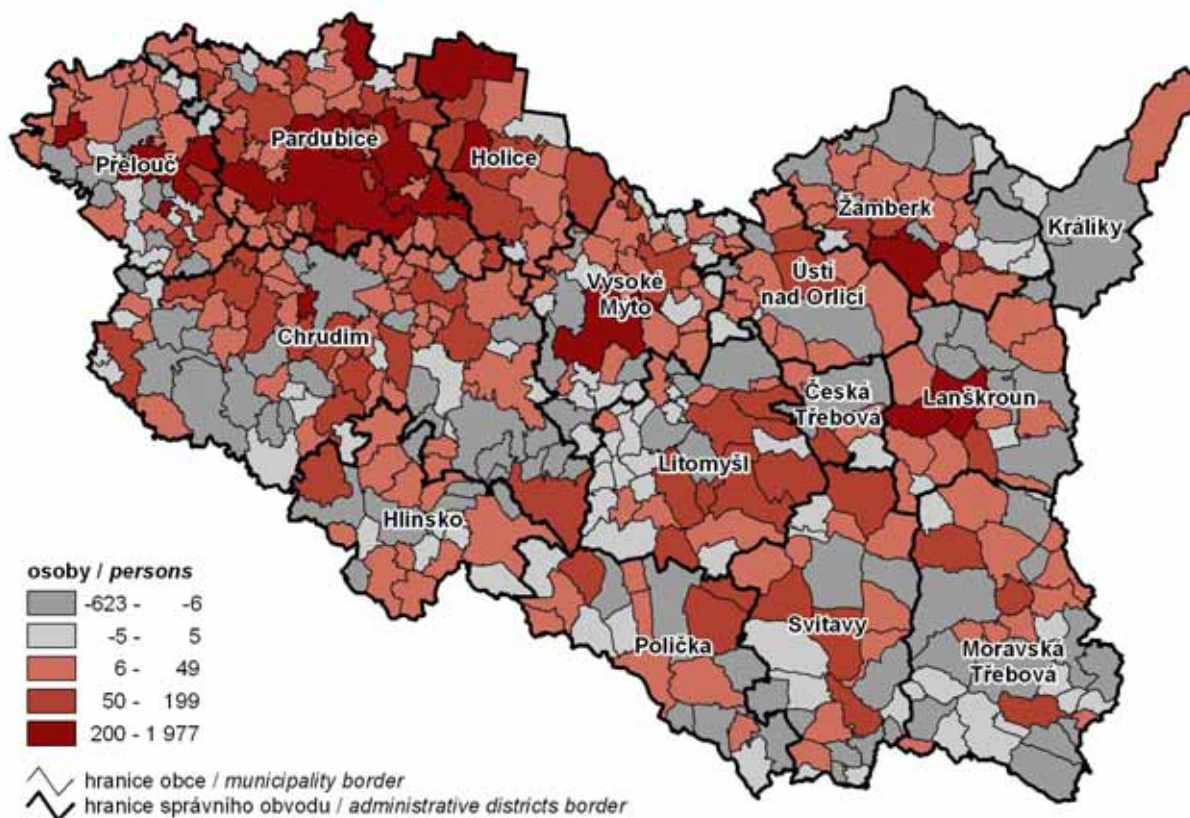 Pardubice
Holice
Přelouč
Žamberk
Králíky
Vysoké
Mýto
Ústí
nad Orlicí
Chrudim
Česká
Třebová
Lanškroun
Litomyšl
Hlinsko
Polička
Svitavy
Moravská
Třebová
osoby / persons
-623 - -6
-5 - 5
6 - 49
50 - 199
200 - 1 977
hranice obce / municipality border
hranice správního obvodu / administrative districts border